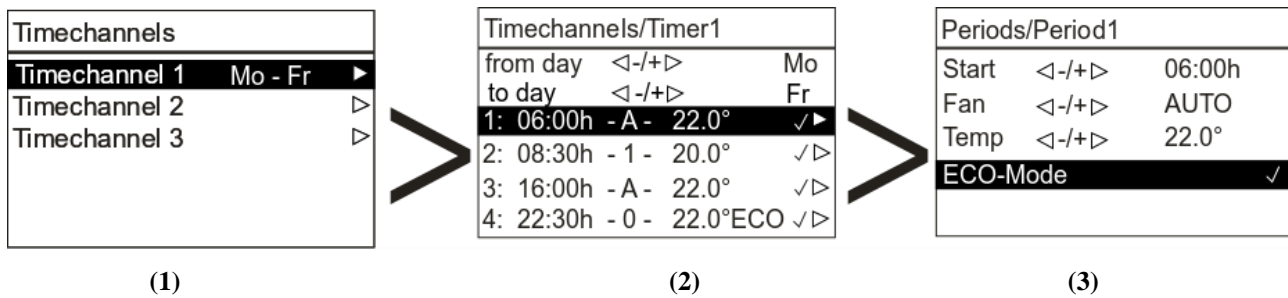 Timechannels
Timechannel 1 Mo - Fr ▶
Timechannel 2 ▷
Timechannel 3 ▷
>
Timechannels/Timer1
from day ◁-/+▷ Mo
to day ◁-/+▷ Fr
1: 06:00h - A - 22.0° ✓▶
2: 08:30h - 1 - 20.0° ✓▷
3: 16:00h - A - 22.0° ✓▷
4: 22:30h - 0 - 22.0°ECO ✓▷
>
Periods/Period1
Start ◁-/+▷ 06:00h
Fan ◁-/+▷ AUTO
Temp ◁-/+▷ 22.0°
ECO-Mode ✓
(1) (2) (3)